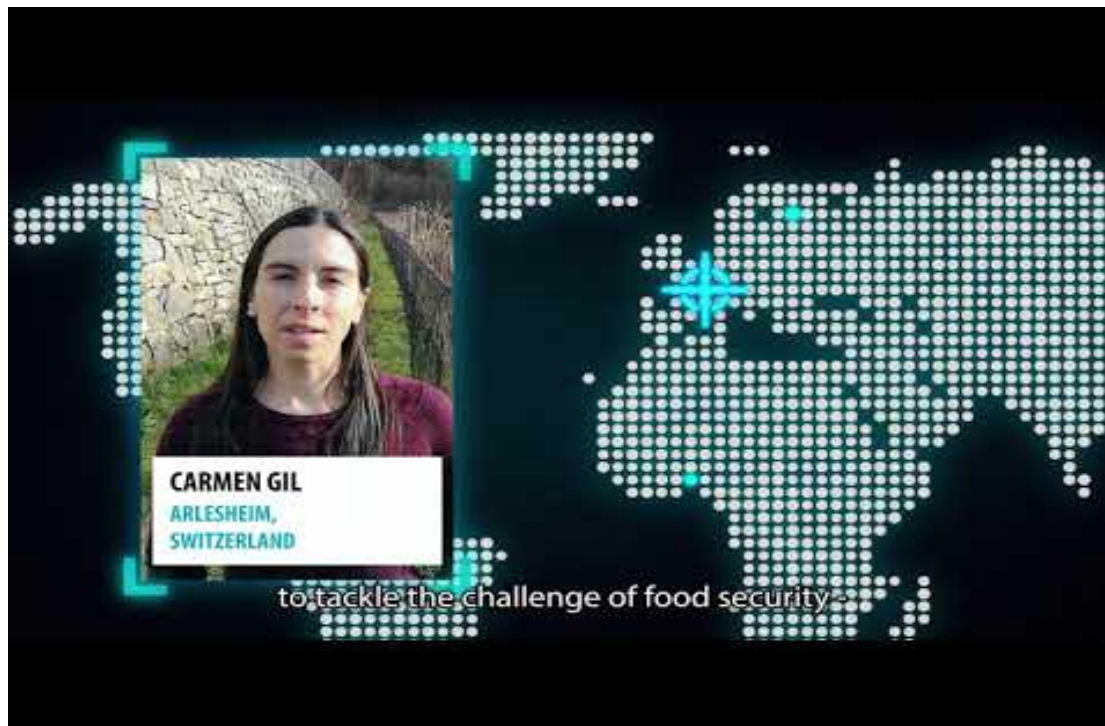 CARMEN GIL
ARLESHEIM,
SWITZERLAND
to tackle the challenge of food security -